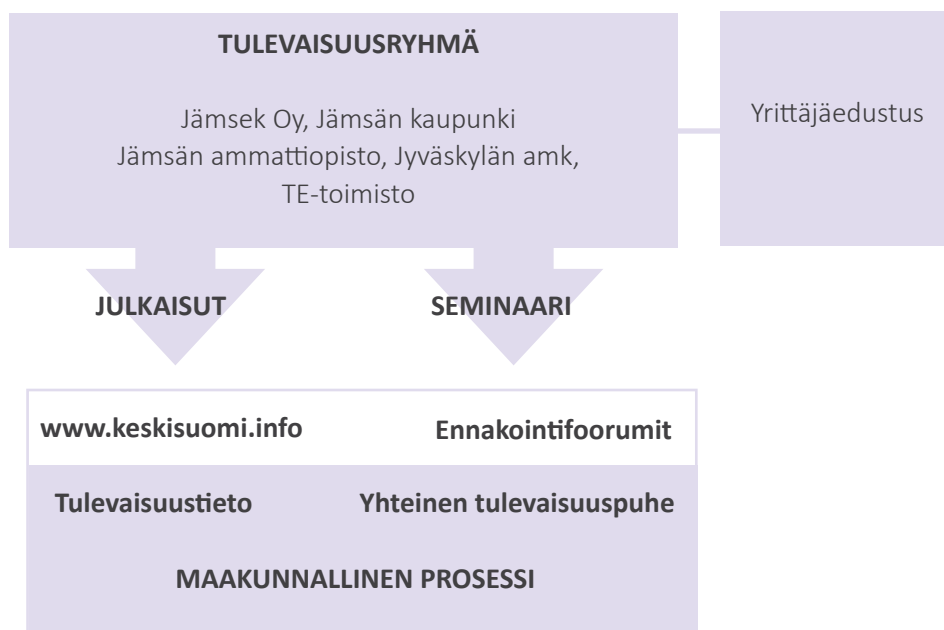 TULEVAISUUSRYHMÄ
Jämsek Oy, Jämsän kaupunki
Jämsän ammattiopisto, Jyväskylän amk,
TE-toimisto
Yrittäjäedustus
JULKAISUT
SEMINAARI
www.keskisuomi.info
Ennakointifoorumit
Tulevaisuustieto
Yhteinen tulevaisuuspuhe
MAAKUNNALLINEN PROSESSI